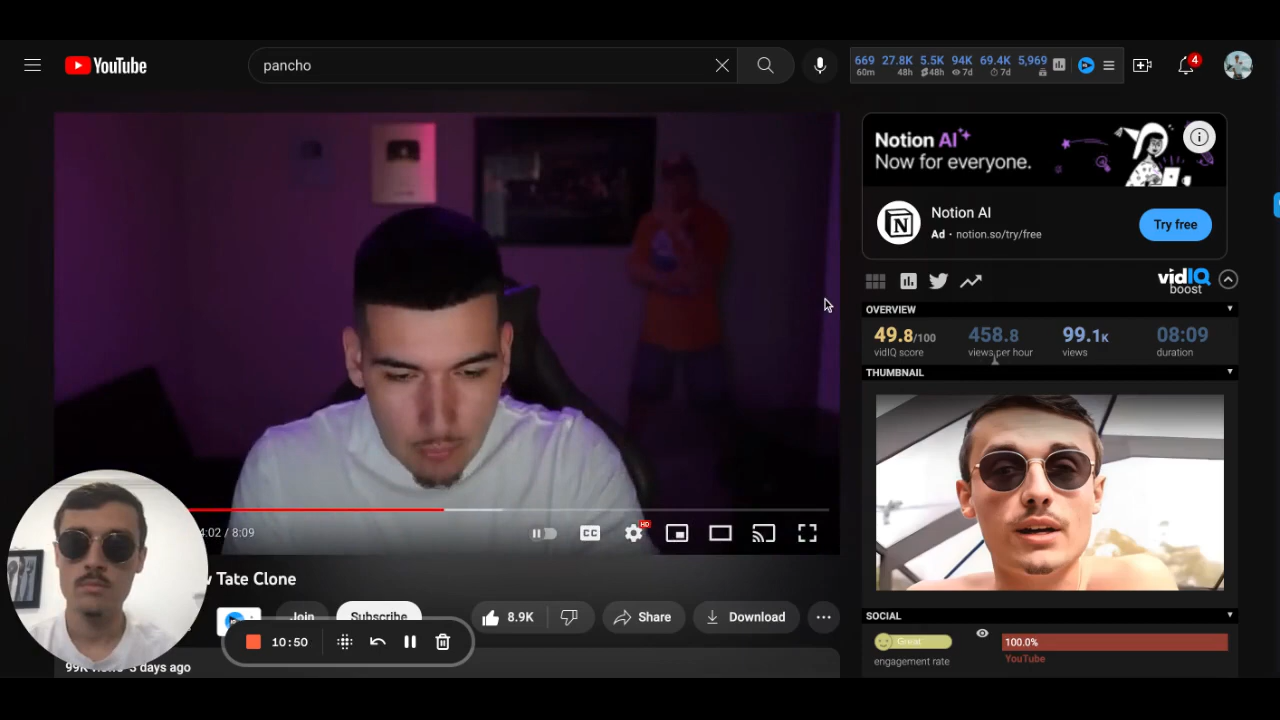 YouTube
pancho
669 27.8K 5.5K 94K 69.4K 5,969
60m 48h 48h 7d 7d
4
Notion AI
Now for everyone.
Notion AI
Ad · notion.so/try/free
Try free
vidIQ
boost
OVERVIEW
49.8/100 458.8 99.1K 08:09
vidIQ score views per hour views duration
THUMBNAIL
4:02 / 8:09
CC
HD
Tate Clone
Join Subscribe 8.9K Share Download
10:50
99K views 3 days ago
SOCIAL
Great
engagement rate
100.0%
YouTube